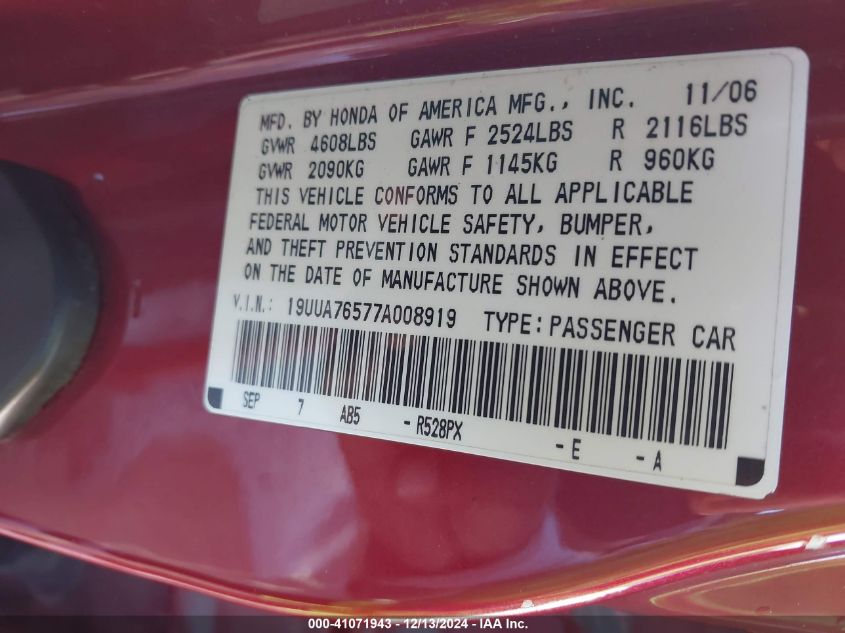 MFD. BY HONDA OF AMERICA MFG., INC. 11/06
GVWR 4608LBS GAWR F 2524LBS R 2116LBS
GVWR 2090KG GAWR F 1145KG R 960KG
THIS VEHICLE CONFORMS TO ALL APPLICABLE
FEDERAL MOTOR VEHICLE SAFETY, BUMPER,
AND THEFT PREVENTION STANDARDS IN EFFECT
ON THE DATE OF MANUFACTURE SHOWN ABOVE.
V.I.N.: 19UUA76577A008919 TYPE:PASSENGER CAR
SEP 7 AB5 -R528PX -E -A
000-41071943 - 12/13/2024 - IAA, Inc.